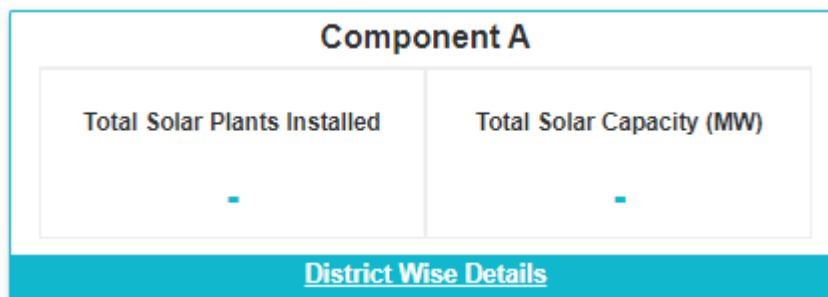 Component A
Total Solar Plants Installed
Total Solar Capacity (MW)
-
-
District Wise Details